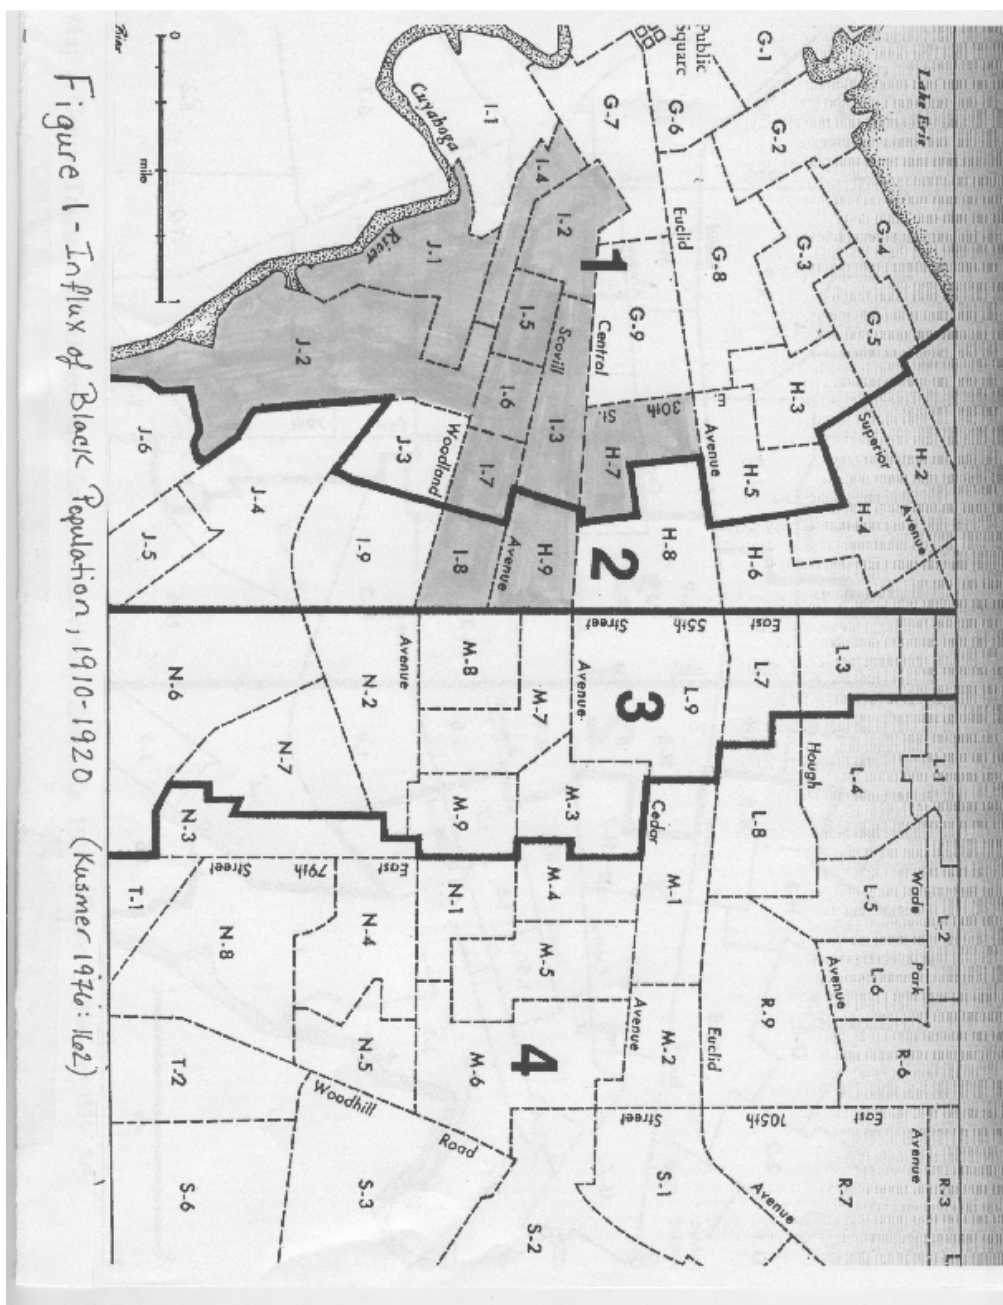 Lake Erie
G-1
Public
Square
G-2
G-4
G-3
G-5
G-6
G-7
G-8
G-9
Euclid
Avenue
H-2
Superior
Avenue
H-3
H-4
H-5
H-6
H-7
H-8
H-9
E.
30th
St
Central
1
2
I-1
I-2
I-3
I-4
I-5
I-6
I-7
I-8
I-9
Scovill
Avenue
Woodland
Cuyahoga
River
J-1
J-2
J-3
J-4
J-5
J-6
East
55th
Street
L-1
L-2
L-3
L-4
L-5
L-6
L-7
L-8
L-9
Hough
Avenue
Wade
Park
Avenue
3
Avenue
Cedar
Avenue
Avenue
M-1
M-2
M-3
M-4
M-5
M-6
M-7
M-8
M-9
N-1
N-2
N-3
N-4
N-5
N-6
N-7
N-8
East
79th
Street
4
Euclid
Avenue
East
105th
Street
R-3
R-6
R-7
R-9
S-1
S-2
S-3
S-6
T-1
T-2
Woodhill
Road
0
mile
1
Figure 1 - Influx of Black Population, 1910-1920 (Kusmer 1976: 162)